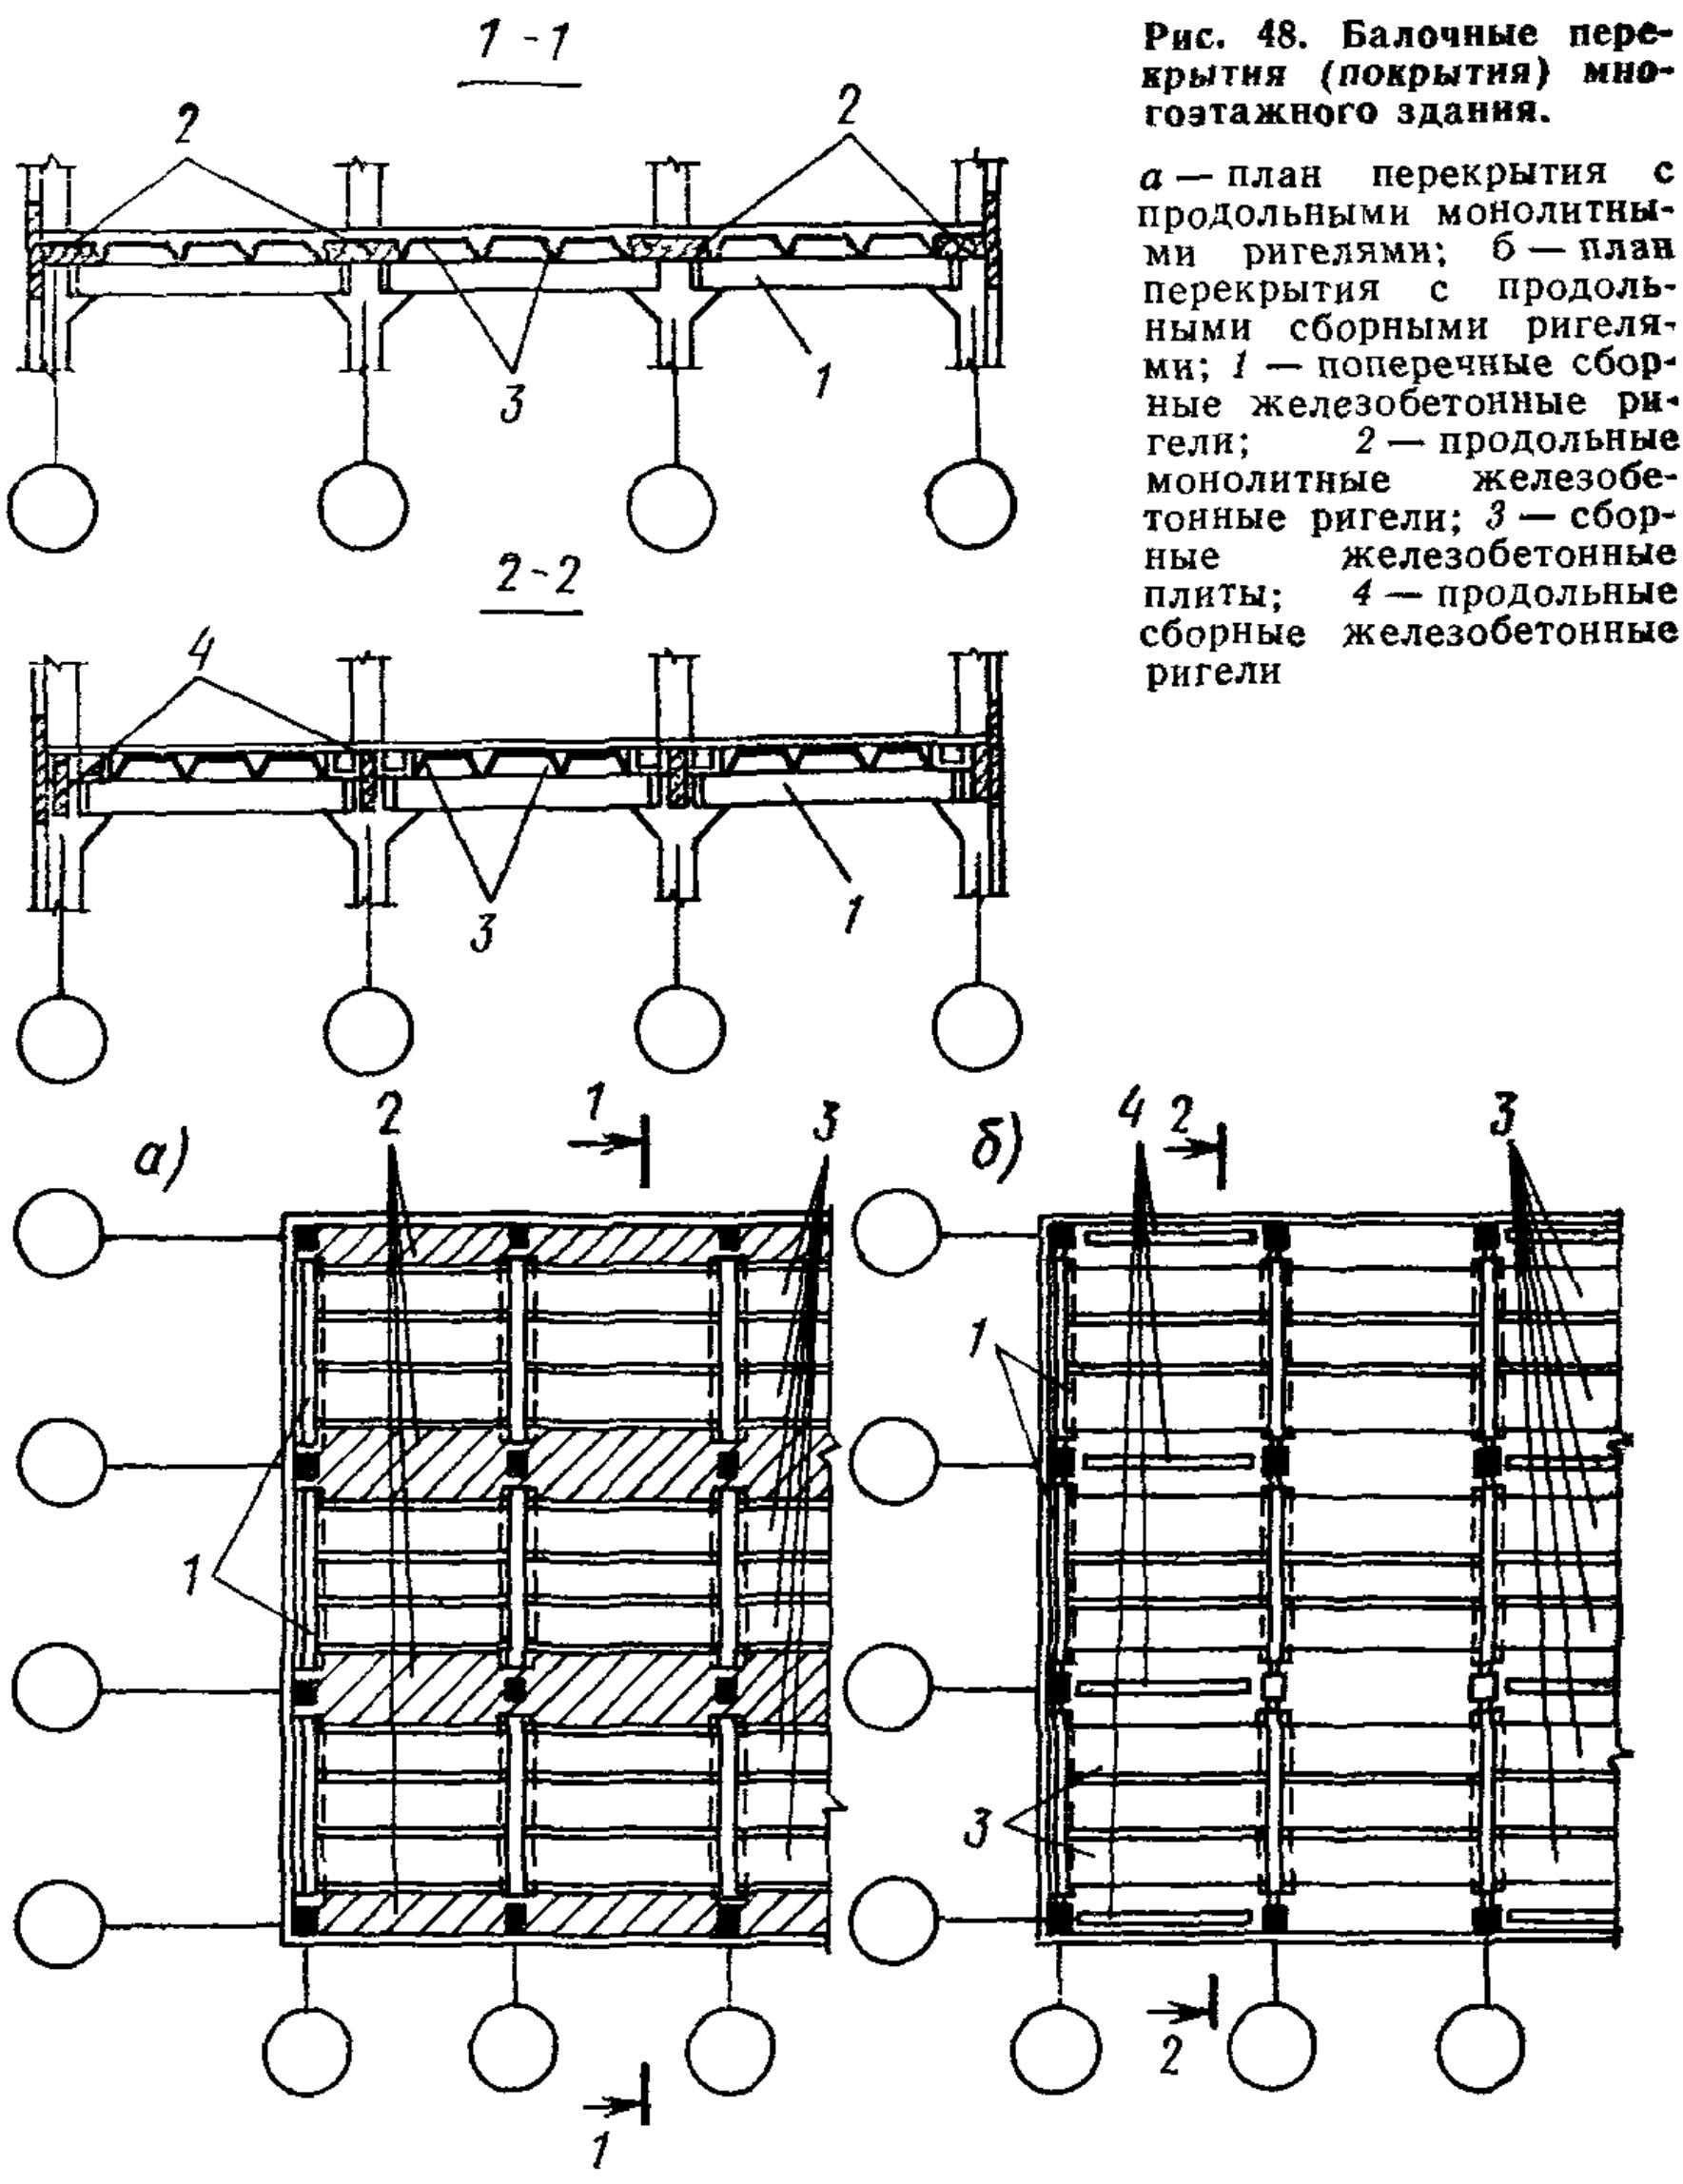 1-1
2
2
3
1
Рис. 48. Балочные пере-
крытия (покрытия) мно-
гоэтажного здания.
а — план перекрытия с
продольными монолитны-
ми ригелями; б — план
перекрытия с продоль-
ными сборными ригеля-
ми; 1 — поперечные сбор-
ные железобетонные ри-
гели; 2 — продольные
монолитные железобе-
тонные ригели; 3 — сбор-
ные железобетонные
плиты; 4 — продольные
сборные железобетонные
ригели
2-2
4
3
1
а)
2
1
3
1
1
б)
4
2
3
1
3
2